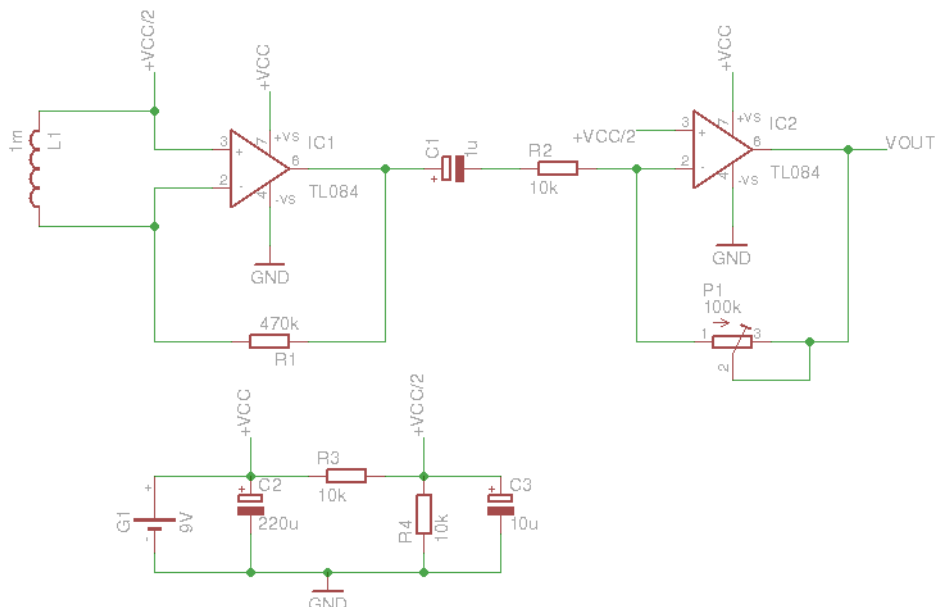 +VCC/2
+VCC
1m
L1
3
+
2
-
7
+VS
6
4
-VS
IC1
TL084
GND
470k
R1
C1
1u
+
R2
10k
+VCC/2
+VCC
3
+
2
-
7
+VS
6
4
-VS
IC2
TL084
GND
VOUT
P1
100k
1
3
2
+VCC
+VCC/2
G1
+
-
9V
+
C2
220u
R3
10k
R4
10k
+
C3
10u
GND